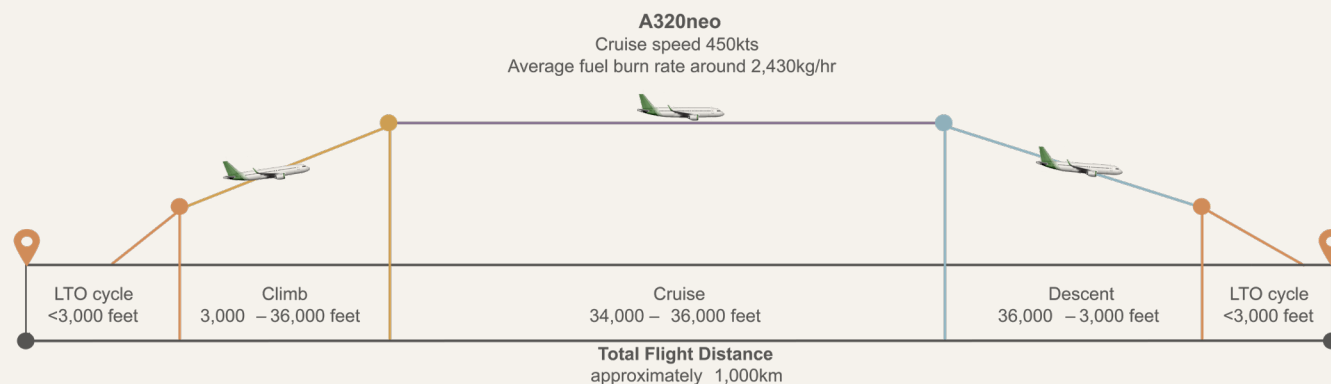 A320neo
Cruise speed 450kts
Average fuel burn rate around 2,430kg/hr
LTO cycle
<3,000 feet
Climb
3,000 – 36,000 feet
Cruise
34,000 – 36,000 feet
Descent
36,000 – 3,000 feet
LTO cycle
<3,000 feet
Total Flight Distance
approximately 1,000km